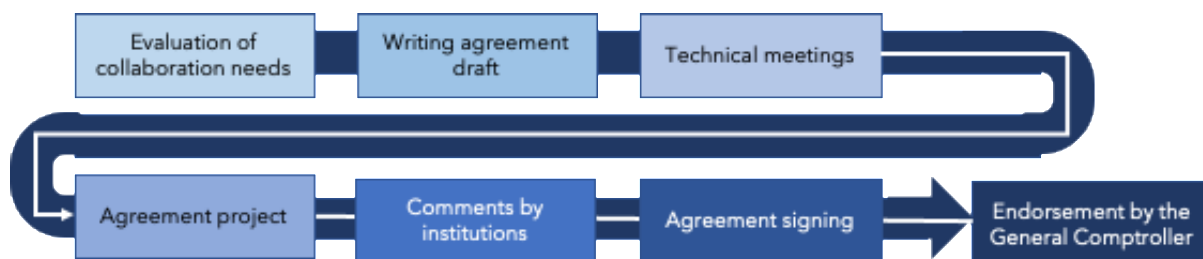 Evaluation of
collaboration needs
Writing agreement
draft
Technical meetings
Agreement project
Comments by
institutions
Agreement signing
Endorsement by the
General Comptroller